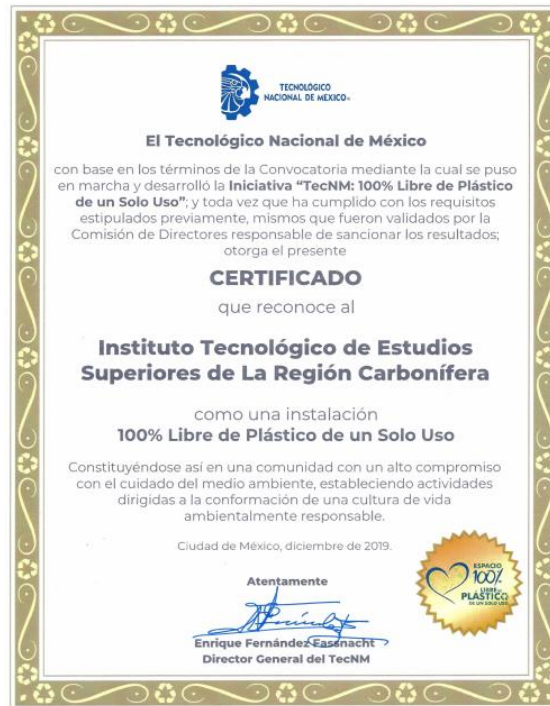 TECNOLÓGICO
NACIONAL DE MÉXICO®
El Tecnológico Nacional de México
con base en los términos de la Convocatoria mediante la cual se puso
en marcha y desarrolló la Iniciativa “TecNM: 100% Libre de Plástico
de un Solo Uso”; y toda vez que ha cumplido con los requisitos
estipulados previamente, mismos que fueron validados por la
Comisión de Directores responsable de sancionar los resultados;
otorga el presente
CERTIFICADO
que reconoce al
Instituto Tecnológico de Estudios
Superiores de La Región Carbonífera
como una instalación
100% Libre de Plástico de un Solo Uso
Constituyéndose así en una comunidad con un alto compromiso
con el cuidado del medio ambiente, estableciendo actividades
dirigidas a la conformación de una cultura de vida
ambientalmente responsable.
Ciudad de México, diciembre de 2019.
Atentamente
Enrique Fernández Fassnacht
Director General del TecNM
ESPACIO
100%
LIBRE DE
PLÁSTICO
DE UN SOLO USO